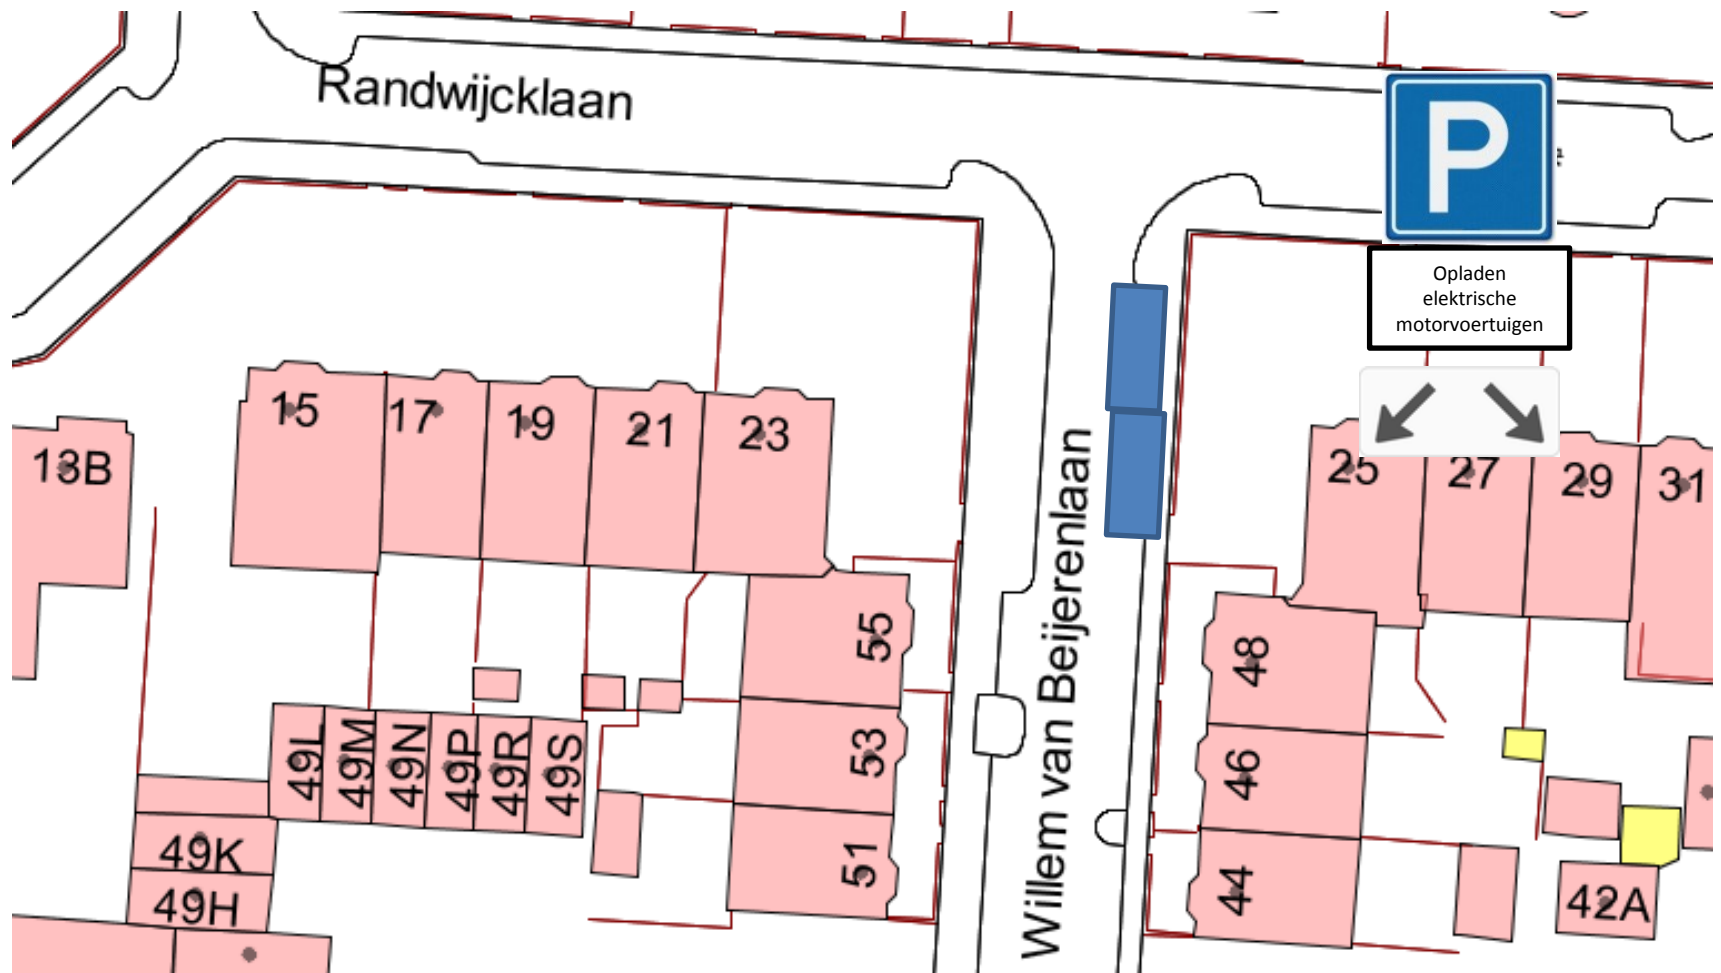 Randwijcklaan
P
Opladen
elektrische
motorvoertuigen
15
17
19
21
23
13B
25
27
29
31
Willem van Beijerenlaan
55
53
51
48
46
44
49L
49M
49N
49P
49R
49S
49K
49H
42A